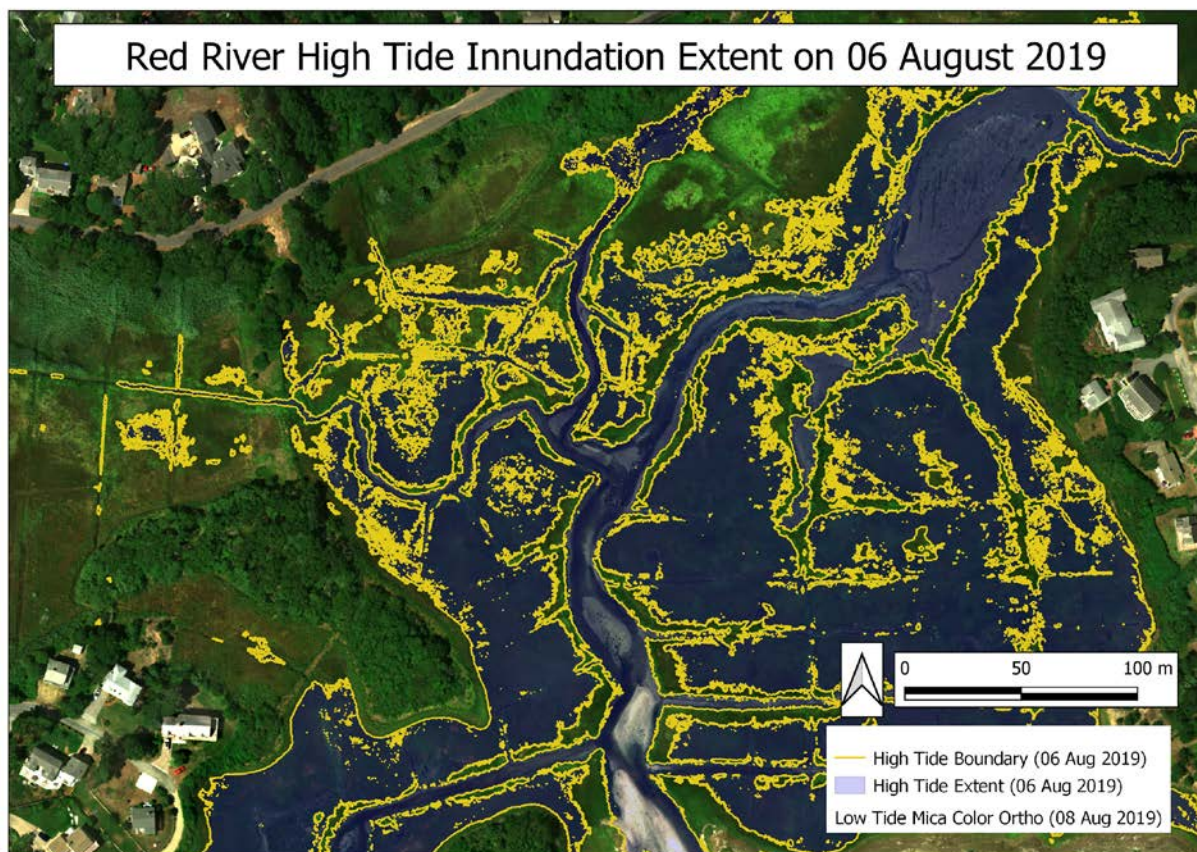 Red River High Tide Innundation Extent on 06 August 2019
0 50 100 m
High Tide Boundary (06 Aug 2019)
High Tide Extent (06 Aug 2019)
Low Tide Mica Color Ortho (08 Aug 2019)